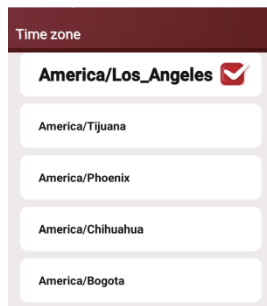 Time zone
America/Los_Angeles
America/Tijuana
America/Phoenix
America/Chihuahua
America/Bogota